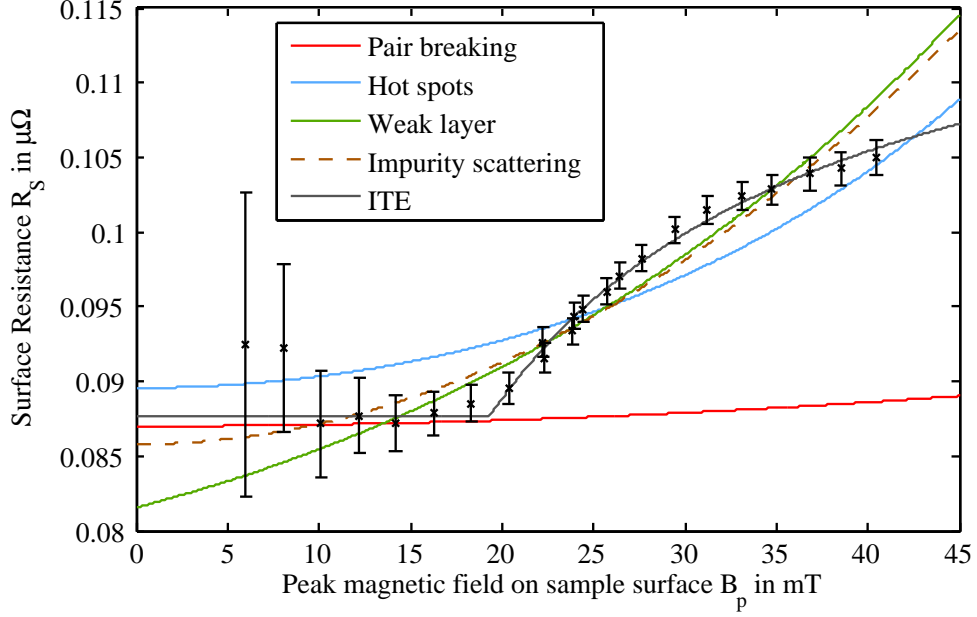 0.115
0.11
0.105
0.1
0.095
0.09
0.085
0.08
Surface Resistance R_S in μΩ
Pair breaking
Hot spots
Weak layer
Impurity scattering
ITE
0 5 10 15 20 25 30 35 40 45
Peak magnetic field on sample surface B_p in mT